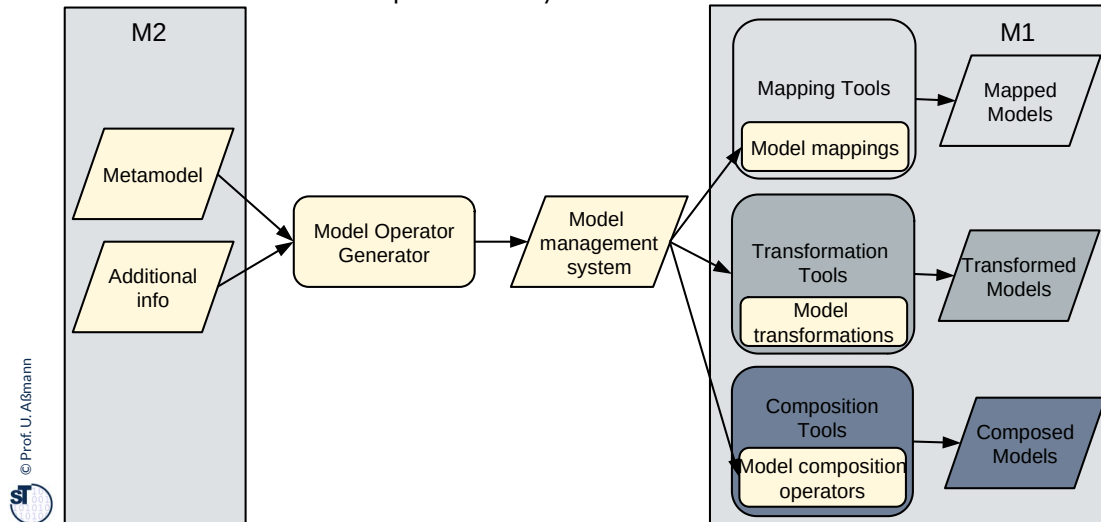 M2
M1
Mapping Tools
Mapped
Models
Model mappings
Metamodel
Model Operator
Generator
Model
management
system
Additional
info
Transformation
Tools
Model
transformations
Transformed
Models
Composition
Tools
Model composition
operators
Composed
Models
© Prof. U. Aßmann
ST